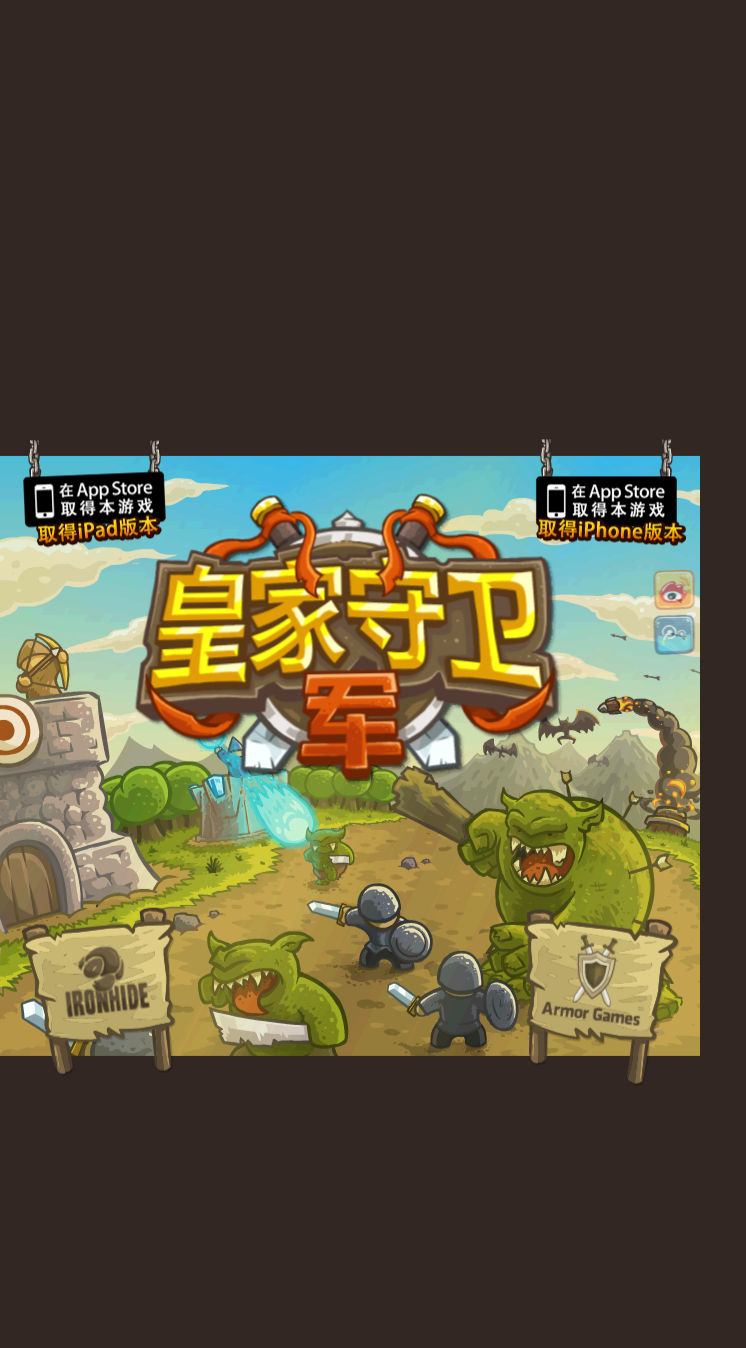 在 App Store
取得本游戏
取得iPad版本
在 App Store
取得本游戏
取得iPhone版本
皇家守卫
军
IRONHIDE
Armor Games